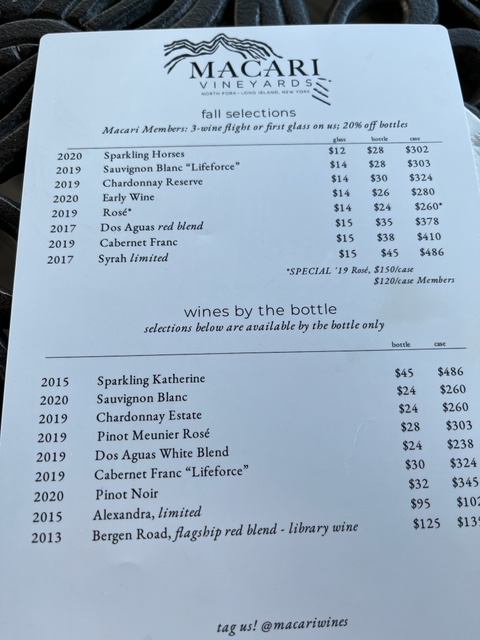 MACARI
VINEYARDS
NORTH FORK • LONG ISLAND, NEW YORK
fall selections
Macari Members: 3-wine flight or first glass on us; 20% off bottles
glass bottle case
2020 Sparkling Horses $12 $28 $302
2019 Sauvignon Blanc "Lifeforce" $14 $28 $303
2019 Chardonnay Reserve $14 $30 $324
2020 Early Wine $14 $26 $280
2019 Rosé* $14 $24 $260*
2017 Dos Aguas red blend $15 $35 $378
2019 Cabernet Franc $15 $38 $410
2017 Syrah limited $15 $45 $486
*SPECIAL '19 Rosé, $150/case
$120/case Members
wines by the bottle
selections below are available by the bottle only
bottle case
2015 Sparkling Katherine $45 $486
2020 Sauvignon Blanc $24 $260
2019 Chardonnay Estate $24 $260
2019 Pinot Meunier Rosé $28 $303
2019 Dos Aguas White Blend $24 $238
2019 Cabernet Franc "Lifeforce" $30 $324
2020 Pinot Noir $32 $345
2015 Alexandra, limited $95
2013 Bergen Road, flagship red blend - library wine $125
tag us! @macariwines